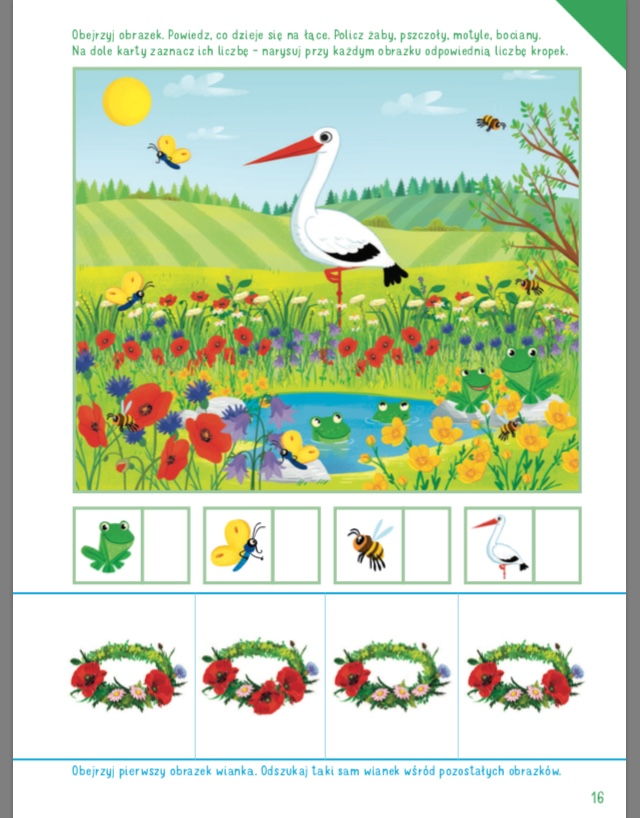 Obejrzyj obrazek. Powiedz, co dzieje się na łące. Policz żaby, pszczoły, motyle, bociany.
Na dole karty zaznacz ich liczbę – narysuj przy każdym obrazku odpowiednią liczbę kropek.
Obejrzyj pierwszy obrazek wianka. Odszukaj taki sam wianek wśród pozostałych obrazków.
16